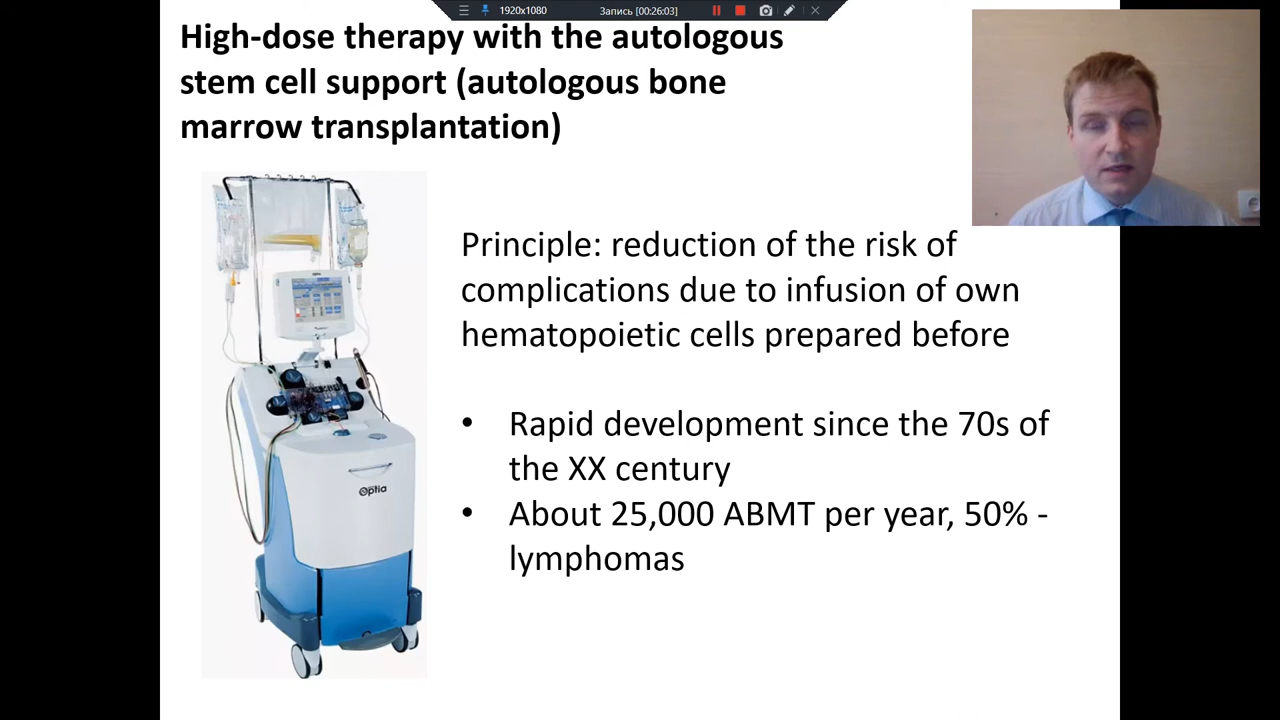 1920x1080
Запись [00:26:03]
High-dose therapy with the autologous
stem cell support (autologous bone
marrow transplantation)
Optia
Principle: reduction of the risk of
complications due to infusion of own
hematopoietic cells prepared before
• Rapid development since the 70s of
the XX century
• About 25,000 ABMT per year, 50% -
lymphomas